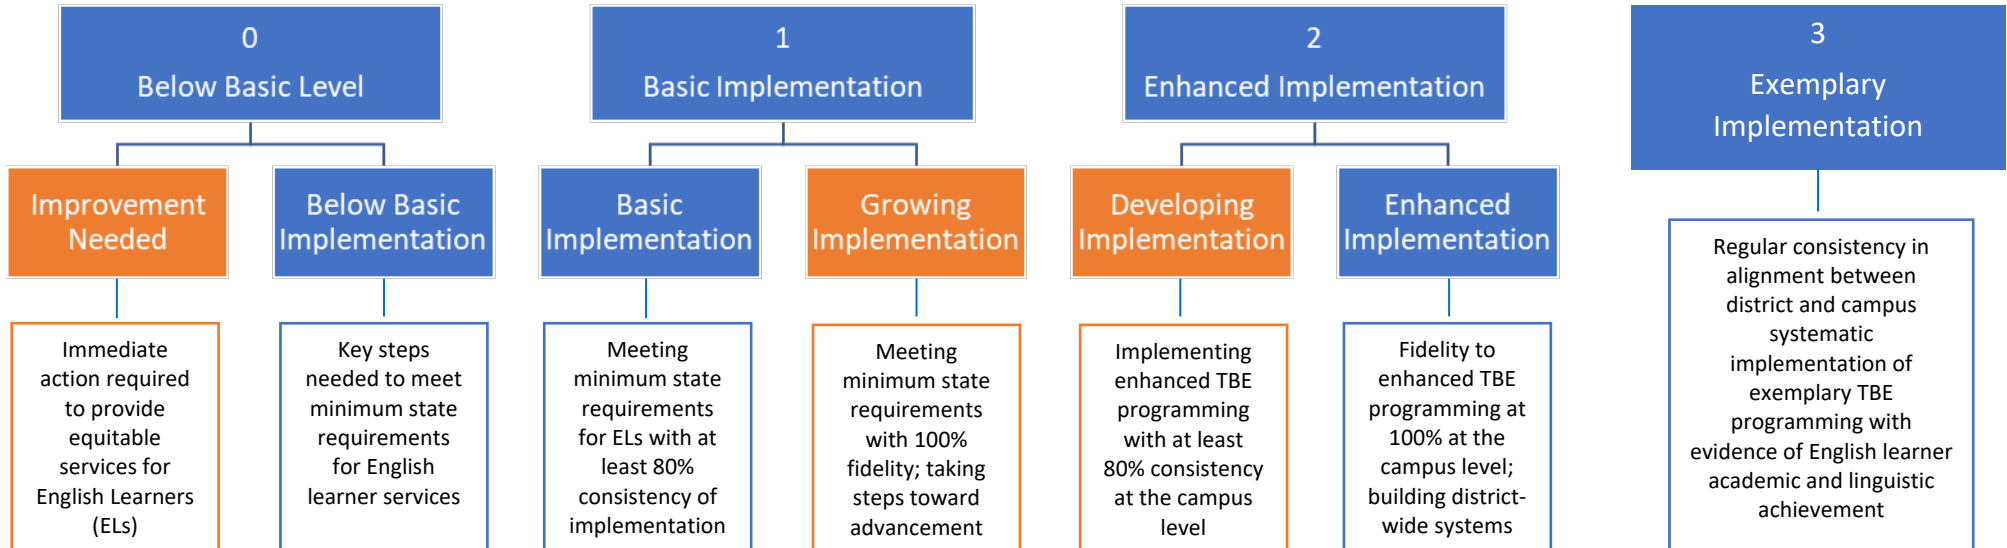 0
Below Basic Level
1
Basic Implementation
2
Enhanced Implementation
3
Exemplary
Implementation
Improvement
Needed
Below Basic
Implementation
Basic
Implementation
Growing
Implementation
Developing
Implementation
Enhanced
Implementation
Immediate
action required
to provide
equitable
services for
English Learners
(ELs)
Key steps
needed to meet
minimum state
requirements
for English
learner services
Meeting
minimum state
requirements
for ELs with at
least 80%
consistency of
implementation
Meeting
minimum state
requirements
with 100%
fidelity; taking
steps toward
advancement
Implementing
enhanced TBE
programming
with at least
80% consistency
at the campus
level
Fidelity to
enhanced TBE
programming at
100% at the
campus level;
building district-
wide systems
Regular consistency in
alignment between
district and campus
systematic
implementation of
exemplary TBE
programming with
evidence of English learner
academic and linguistic
achievement